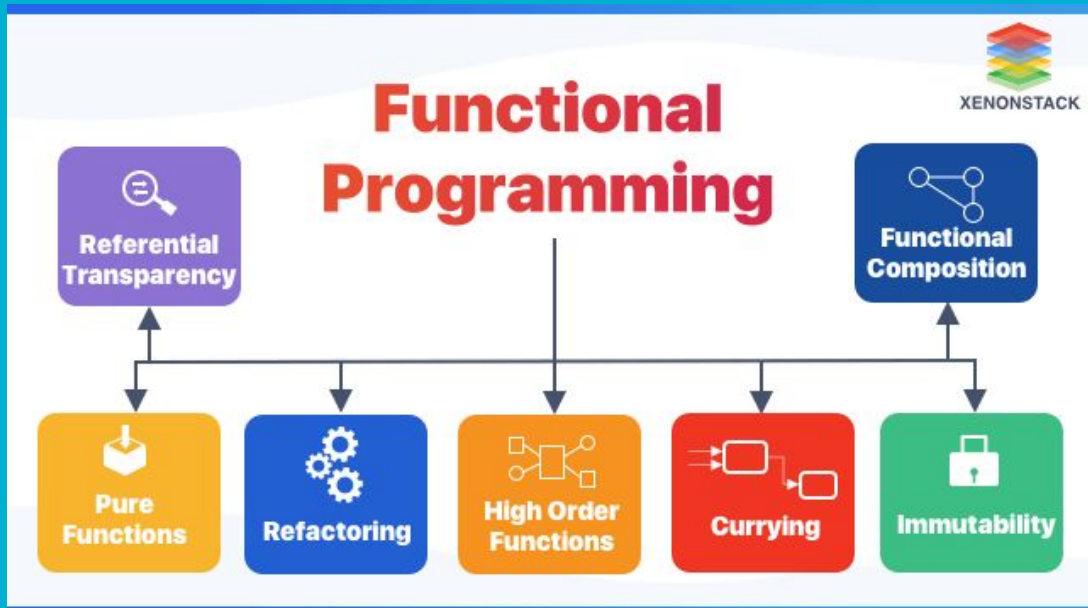 XENONSTACK
Functional
Programming
Referential
Transparency
Functional
Composition
Pure
Functions
Refactoring
High Order
Functions
Currying
Immutability